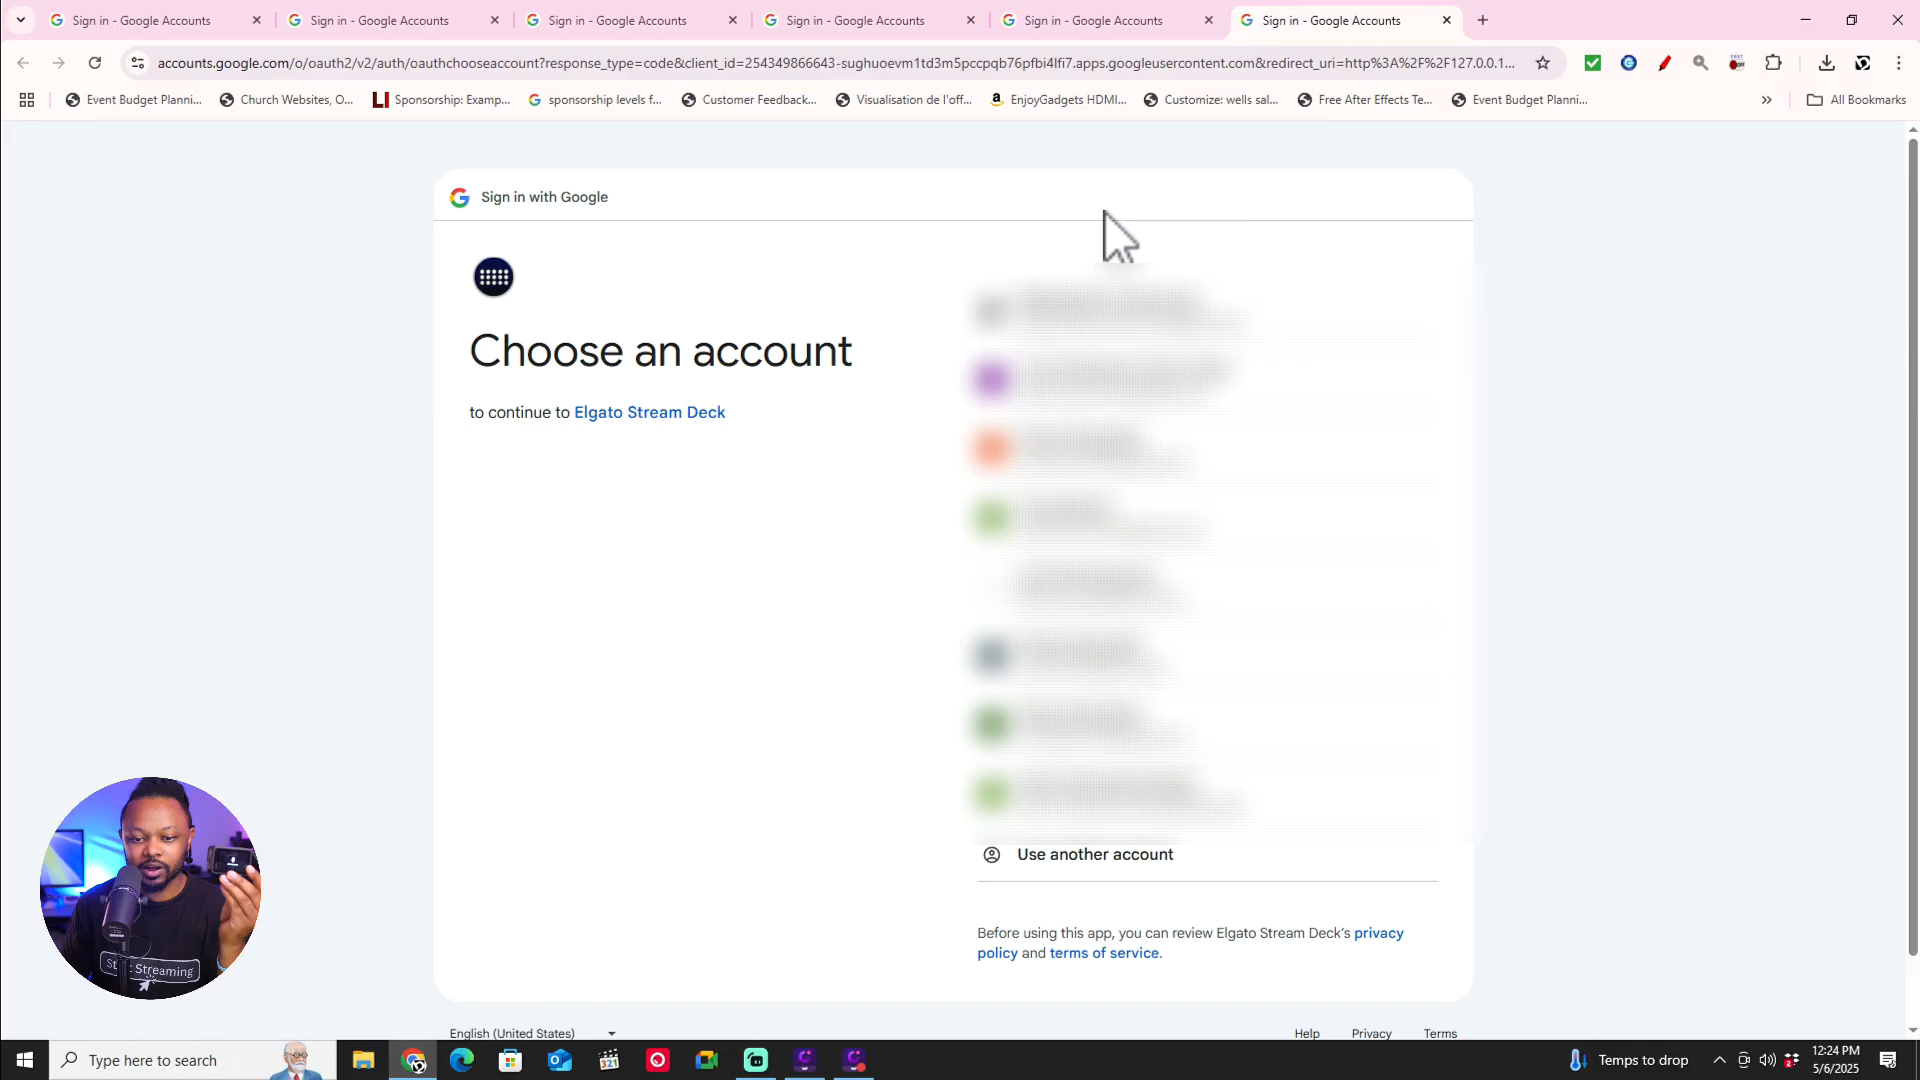 Sign in - Google Accounts
Sign in - Google Accounts
Sign in - Google Accounts
Sign in - Google Accounts
Sign in - Google Accounts
Sign in - Google Accounts
accounts.google.com/o/oauth2/v2/auth/oauthchooseaccount?response_type=code&client_id=254349866643-sughuoevm1td3m5pccpqb76pfbi4lfi7.apps.googleusercontent.com&redirect_uri=http%3A%2F%2F127.0.0.1...
Event Budget Planni...
Church Websites, O...
Sponsorship: Examp...
sponsorship levels f...
Customer Feedback...
Visualisation de l'off...
EnjoyGadgets HDMI...
Customize: wells sal...
Free After Effects Te...
Event Budget Planni...
All Bookmarks
Sign in with Google
Choose an account
to continue to Elgato Stream Deck
Use another account
Before using this app, you can review Elgato Stream Deck's privacy
policy and terms of service.
English (United States)
Help
Privacy
Terms
Streaming
Type here to search
321
Temps to drop
12:24 PM
5/6/2025